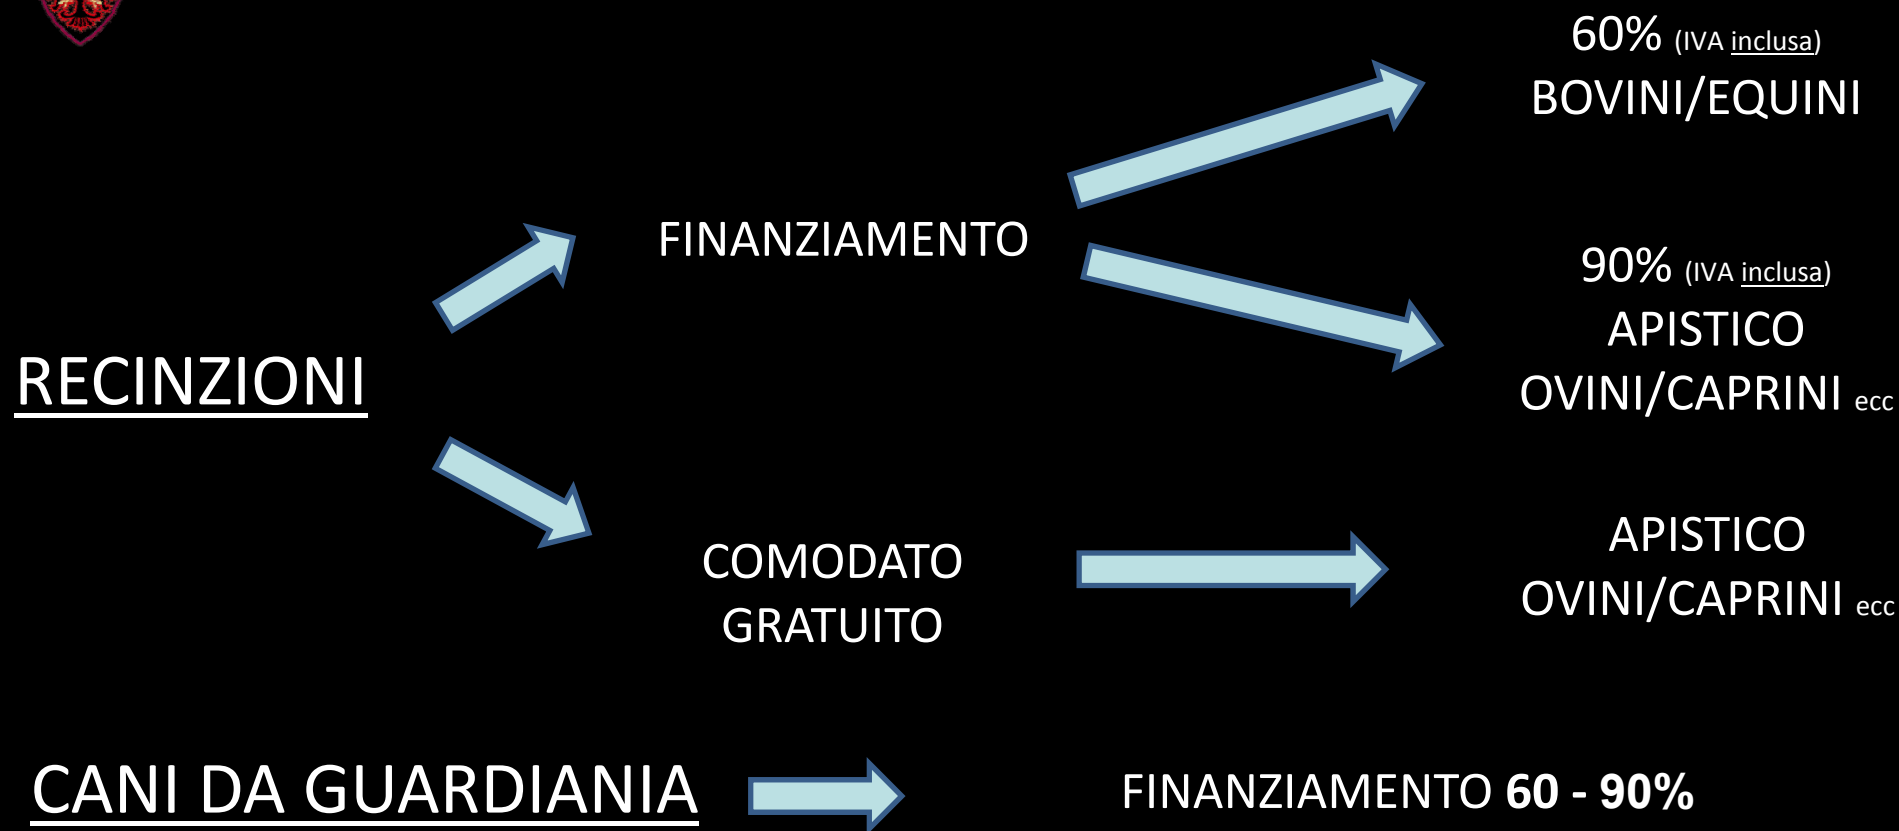 60% (IVA inclusa)
BOVINI/EQUINI
FINANZIAMENTO
90% (IVA inclusa)
APISTICO
OVINI/CAPRINI ecc
RECINZIONI
COMODATO
GRATUITO
APISTICO
OVINI/CAPRINI ecc
CANI DA GUARDIANIA
FINANZIAMENTO 60 - 90%